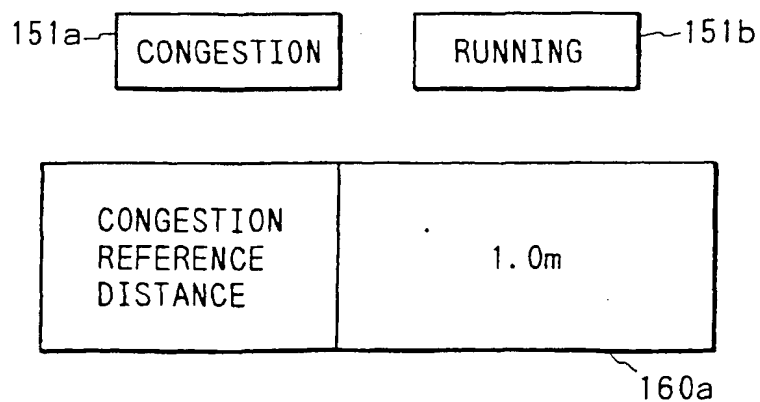 151a
CONGESTION
RUNNING
151b
CONGESTION
REFERENCE
DISTANCE
1.0m
160a